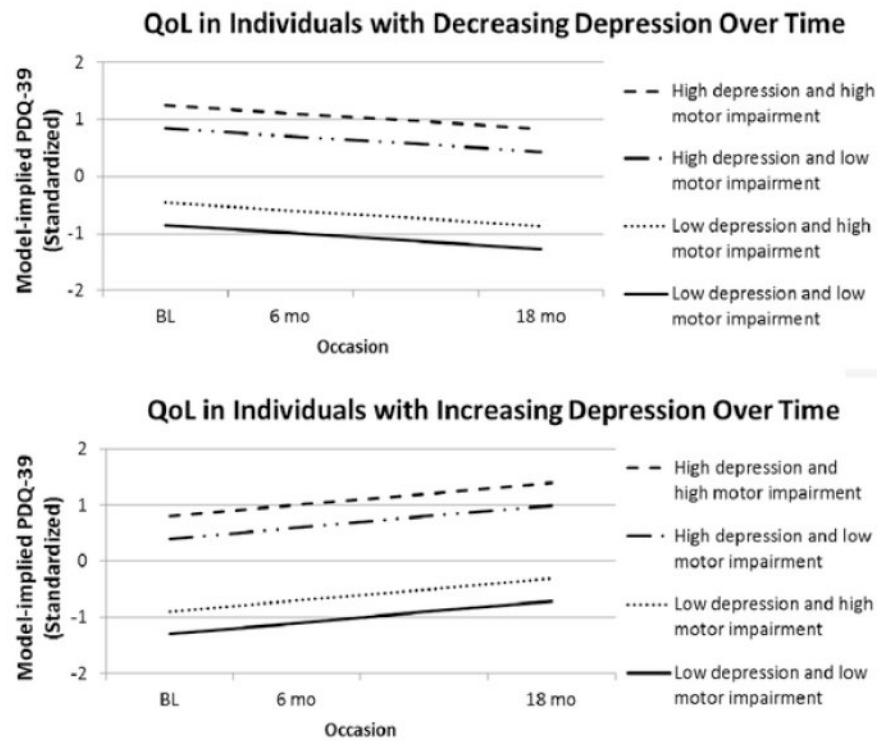 QoL in Individuals with Decreasing Depression Over Time
Model-implied PDQ-39
(Standardized)
2
1
0
-1
-2
BL
6 mo
18 mo
Occasion
High depression and high
motor impairment
High depression and low
motor impairment
Low depression and high
motor impairment
Low depression and low
motor impairment
QoL in Individuals with Increasing Depression Over Time
Model-implied PDQ-39
(Standardized)
2
1
0
-1
-2
BL
6 mo
18 mo
Occasion
High depression and
high motor impairment
High depression and low
motor impairment
Low depression and high
motor impairment
Low depression and low
motor impairment